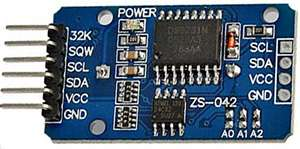 POWER
32K
SQW
SCL
SDA
VCC
GND
SCL
SDA
VCC
GND
ZS-042
A0 A1 A2